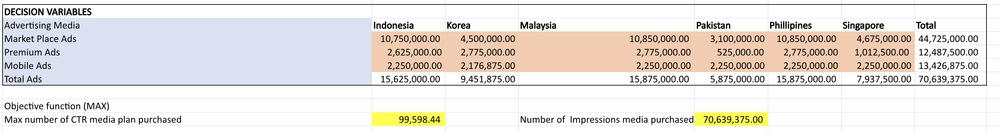 DECISION VARIABLES
Advertising Media Indonesia Korea Malaysia Pakistan Phillipines Singapore Total
Market Place Ads 10,750,000.00 4,500,000.00 10,850,000.00 3,100,000.00 10,850,000.00 4,675,000.00 44,725,000.00
Premium Ads 2,625,000.00 2,775,000.00 2,775,000.00 525,000.00 2,775,000.00 1,012,500.00 12,487,500.00
Mobile Ads 2,250,000.00 2,176,875.00 2,250,000.00 2,250,000.00 2,250,000.00 2,250,000.00 13,426,875.00
Total Ads 15,625,000.00 9,451,875.00 15,875,000.00 5,875,000.00 15,875,000.00 7,937,500.00 70,639,375.00
Objective function (MAX)
Max number of CTR media plan purchased 99,598.44 Number of Impressions media purchased 70,639,375.00